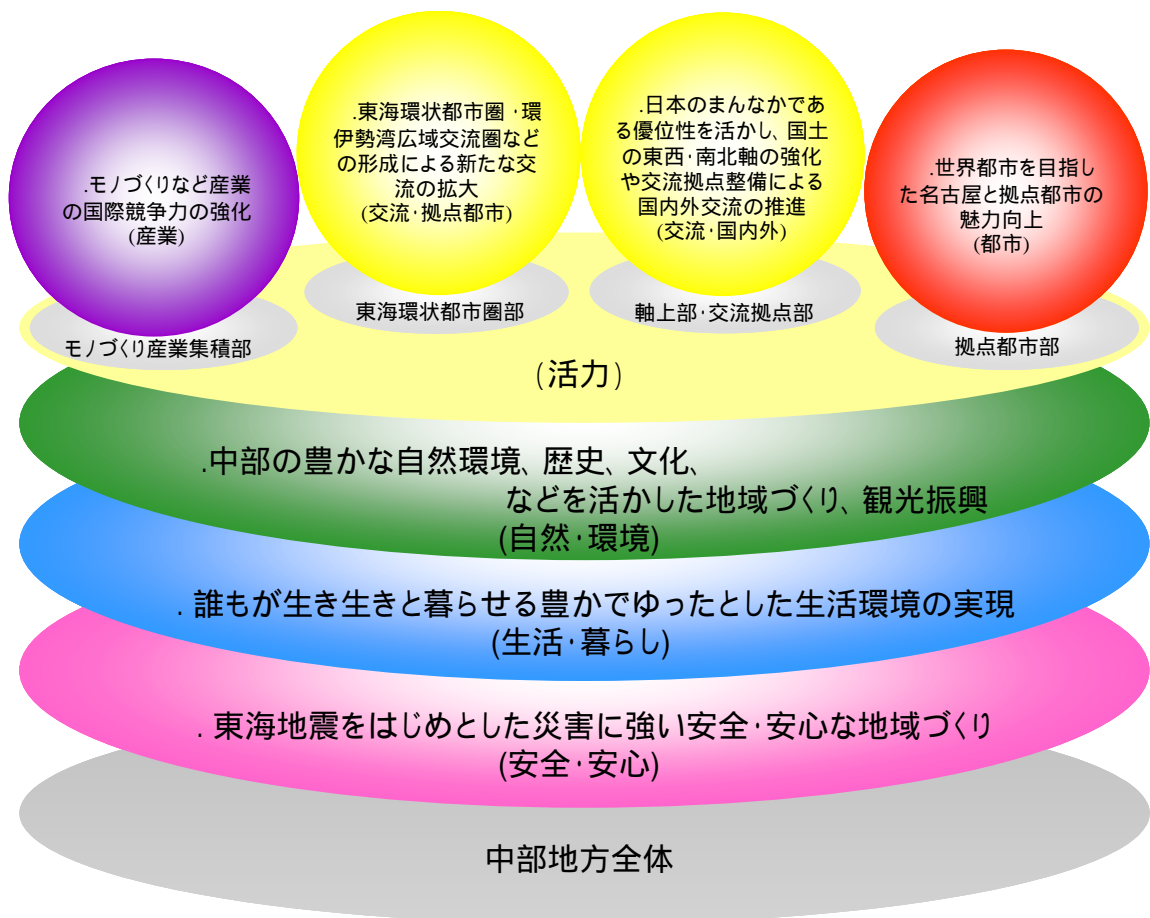 .モノづくりなど産業
の国際競争力の強化
(産業)
.東海環状都市圏・環
伊勢湾広域交流圏など
の形成による新たな交
流の拡大
(交流・拠点都市)
.日本のまんなかであ
る優位性を活かし、国土
の東西・南北軸の強化
や交流拠点整備による
国内外交流の推進
(交流・国内外)
.世界都市を目指し
た名古屋と拠点都市の
魅力向上
(都市)
モノづくり産業集積部
東海環状都市圏部
軸上部・交流拠点部
拠点都市部
(活力)
.中部の豊かな自然環境、歴史、文化、
などを活かした地域づくり、観光振興
(自然・環境)
. 誰もが生き生きと暮らせる豊かでゆったとした生活環境の実現
(生活・暮らし)
. 東海地震をはじめとした災害に強い安全・安心な地域づくり
(安全・安心)
中部地方全体